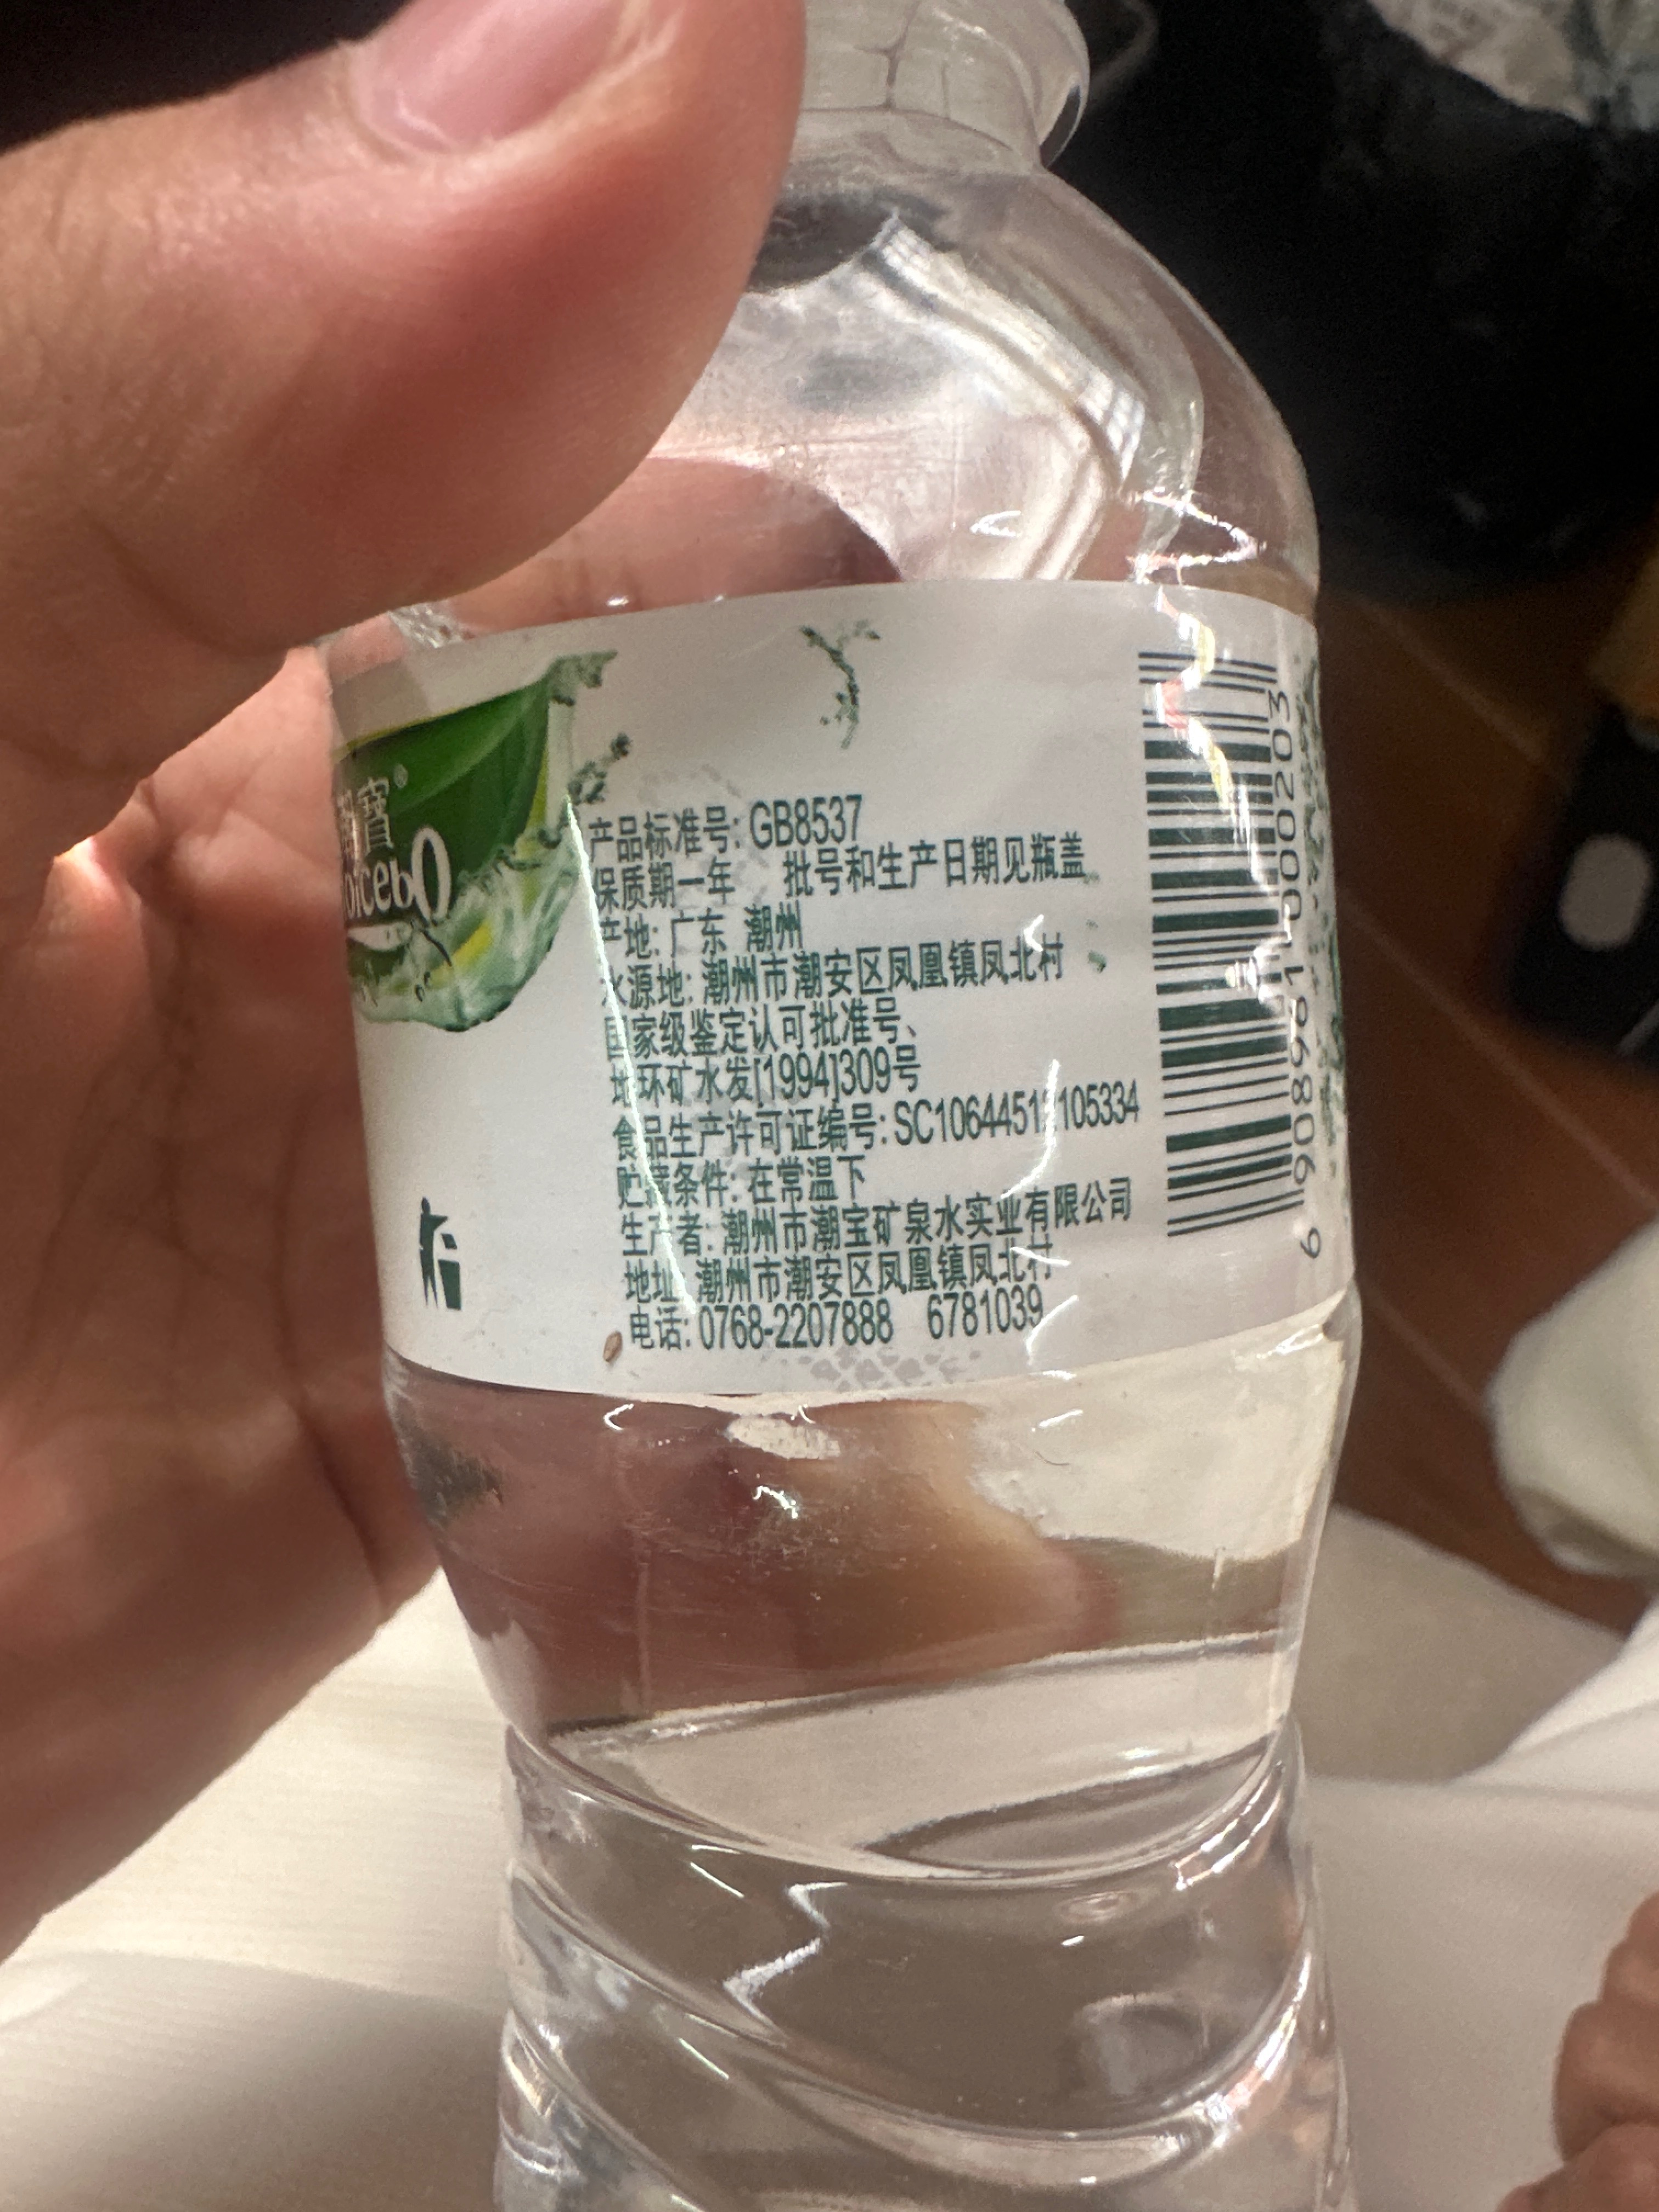 寶®
oiceb0
产品标准号: GB8537
保质期一年 批号和生产日期见瓶盖
产地: 广东 潮州
水源地: 潮州市潮安区凤凰镇凤北村
国家级鉴定认可批准号、
地环矿水发[1994]309号
食品生产许可证编号:
贮藏条件: 在常温下
生产者: 潮州市潮宝矿泉水实业有限公司
地址: 潮州市潮安区凤凰镇凤北村
电话: 0768-2207888 6781039
6 908961 000203